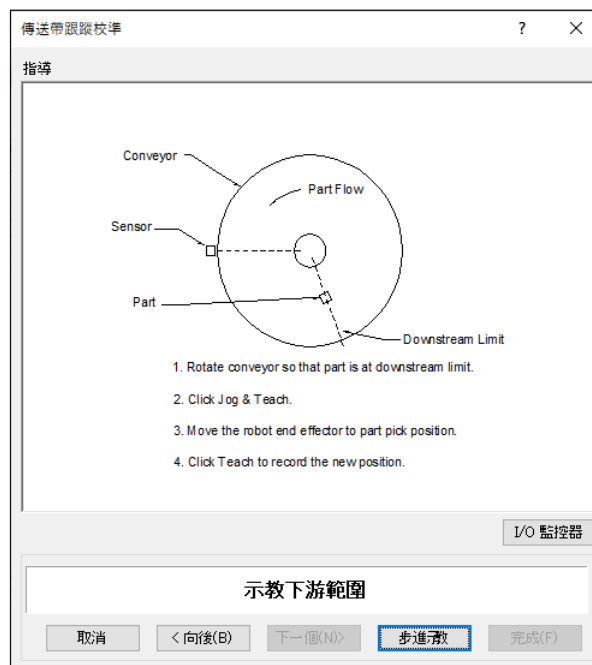 傳送帶跟蹤校準
?
指導
Conveyor
Part Flow
Sensor
Part
Downstream Limit
1. Rotate conveyor so that part is at downstream limit.
2. Click Jog & Teach.
3. Move the robot end effector to part pick position.
4. Click Teach to record the new position.
I/O 監控器
示教下游範圍
取消 < 向後(B) 下一個(N)> 步進示教 完成(F)